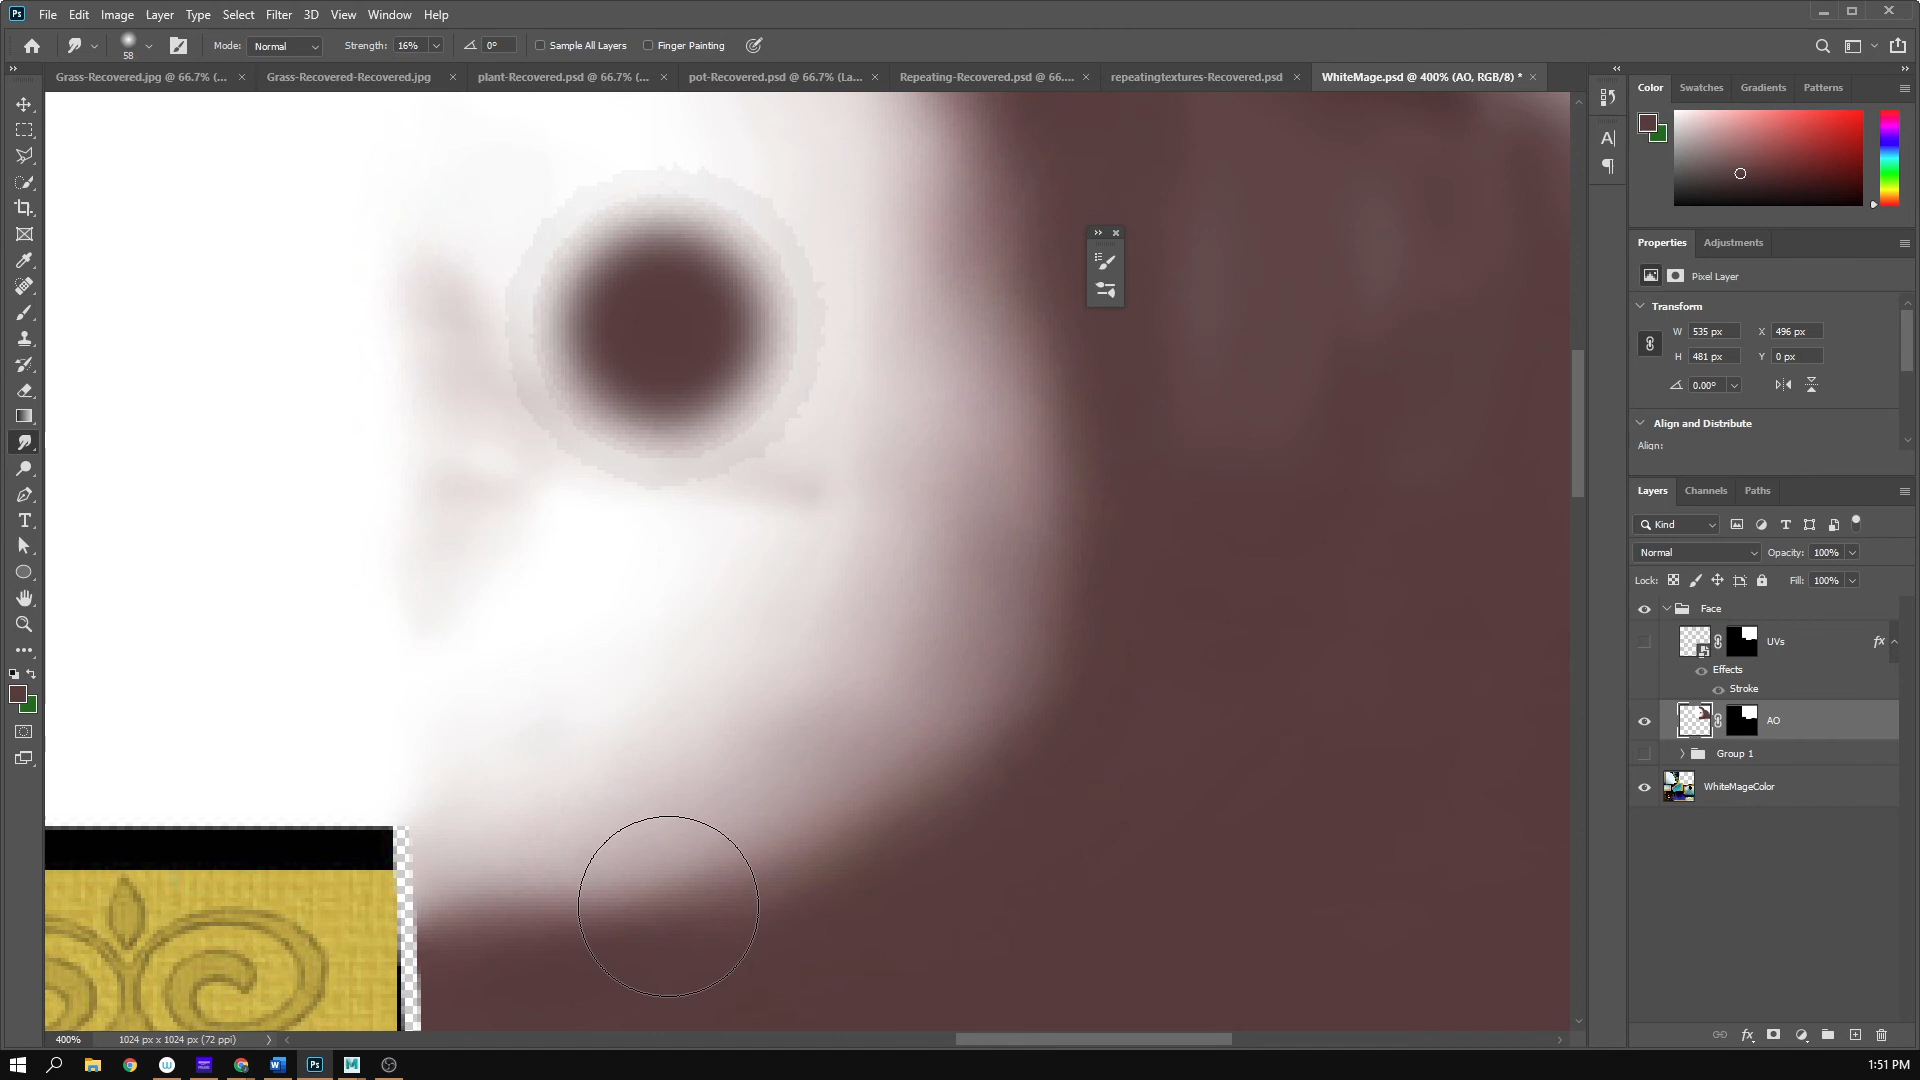 Ps File Edit Image Layer Type Select Filter 3D View Window Help
58 Mode: Normal Strength: 16% 0° Sample All Layers Finger Painting
Grass-Recovered.jpg @ 66.7% (... × Grass-Recovered-Recovered.jpg × plant-Recovered.psd @ 66.7% (... × pot-Recovered.psd @ 66.7% (La... × Repeating-Recovered.psd @ 66.... × repeatingtextures-Recovered.psd × WhiteMage.psd @ 400% (AO, RGB/8) * ×
Color Swatches Gradients Patterns
Properties Adjustments
Pixel Layer
Transform
W 535 px X 496 px
H 481 px Y 0 px
0.00°
Align and Distribute
Align:
Layers Channels Paths
Kind
Normal Opacity: 100%
Lock: Fill: 100%
Face
UVs fx
Effects
Stroke
AO
Group 1
WhiteMageColor
400% 1024 px x 1024 px (72 ppi)
fx
1:51 PM